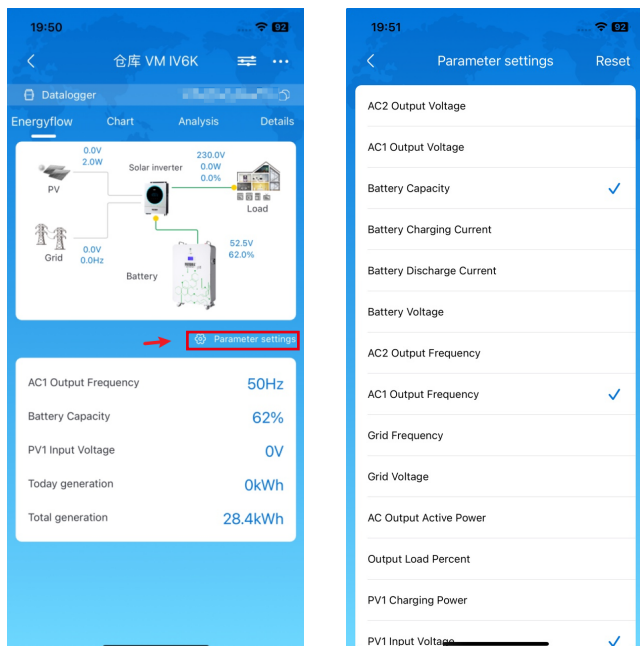 19:50
92
仓库 VM IV6K
Datalogger
Energyflow Chart Analysis Details
0.0V
2.0W
PV
Solar inverter
230.0V
0.0W
0.0%
Load
Grid
0.0V
0.0Hz
Battery
52.5V
62.0%
Parameter settings
AC1 Output Frequency 50Hz
Battery Capacity 62%
PV1 Input Voltage 0V
Today generation 0kWh
Total generation 28.4kWh
19:51
92
Parameter settings Reset
AC2 Output Voltage
AC1 Output Voltage
Battery Capacity
Battery Charging Current
Battery Discharge Current
Battery Voltage
AC2 Output Frequency
AC1 Output Frequency
Grid Frequency
Grid Voltage
AC Output Active Power
Output Load Percent
PV1 Charging Power
PV1 Input Voltage